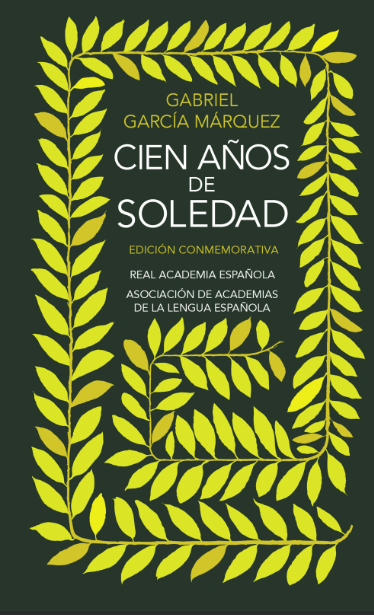 GABRIEL
GARCÍA MÁRQUEZ
CIEN AÑOS
DE
SOLEDAD
EDICIÓN CONMEMORATIVA
REAL ACADEMIA ESPAÑOLA
ASOCIACIÓN DE ACADEMIAS
DE LA LENGUA ESPAÑOLA